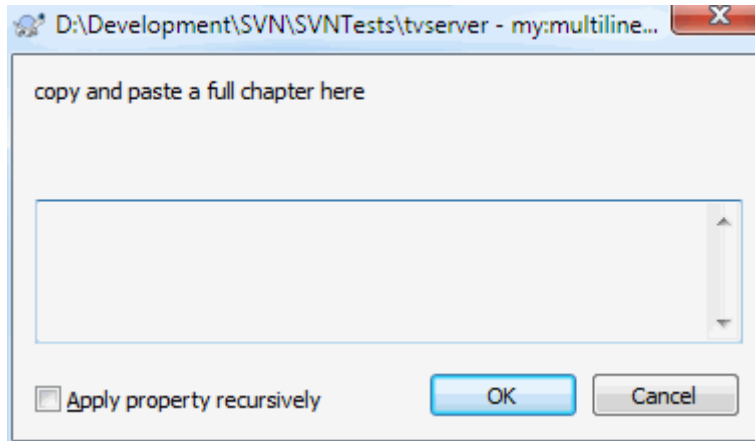 D:\Development\SVN\SVNTests\tvserver - my:multiline...
copy and paste a full chapter here
Apply property recursively
OK
Cancel